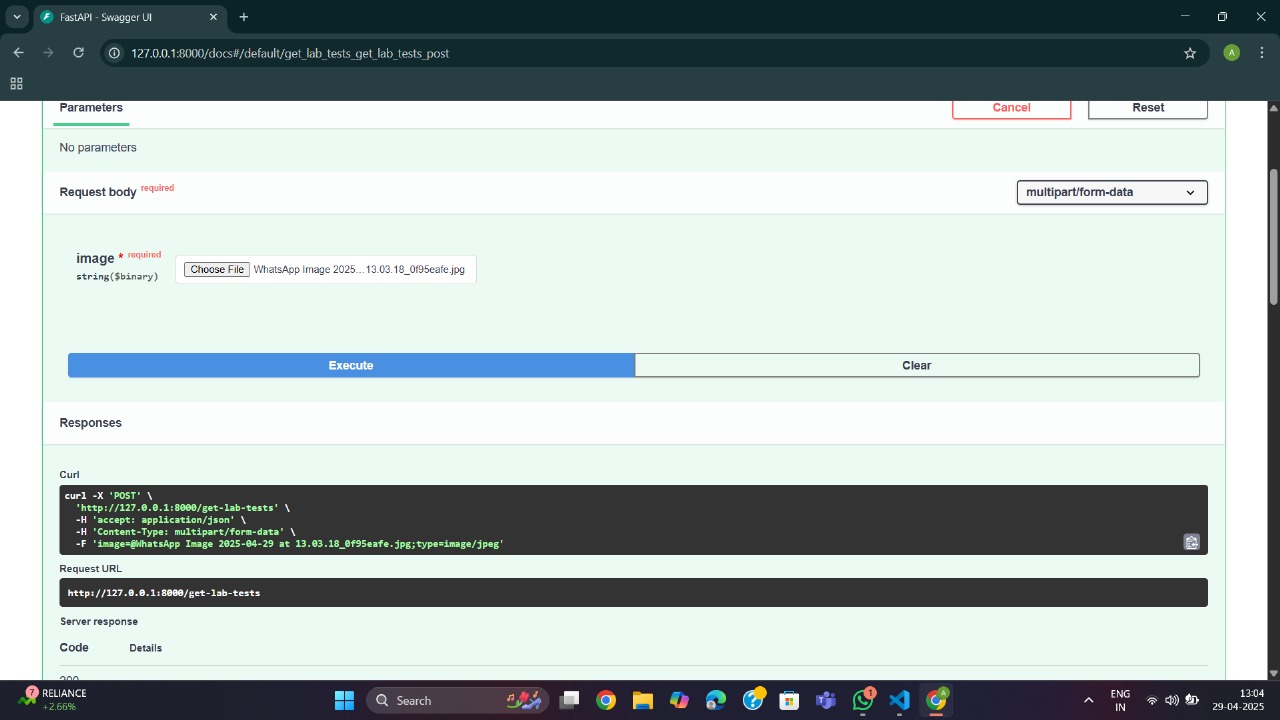 FastAPI - Swagger UI
127.0.0.1:8000/docs#/default/get_lab_tests_get_lab_tests_post
A
Parameters
Cancel
Reset
No parameters
Request body required
multipart/form-data
image * required
string($binary)
Choose File WhatsApp Image 2025...13.03.18_0f95eafe.jpg
Execute
Clear
Responses
Curl
curl -X 'POST' \
'http://127.0.0.1:8000/get-lab-tests' \
-H 'accept: application/json' \
-H 'Content-Type: multipart/form-data' \
-F 'image=@WhatsApp Image 2025-04-29 at 13.03.18_0f95eafe.jpg;type=image/jpeg'
Request URL
http://127.0.0.1:8000/get-lab-tests
Server response
Code Details
200
7 RELIANCE
+2.66%
Search
1
A
ENG
IN
13:04
29-04-2025